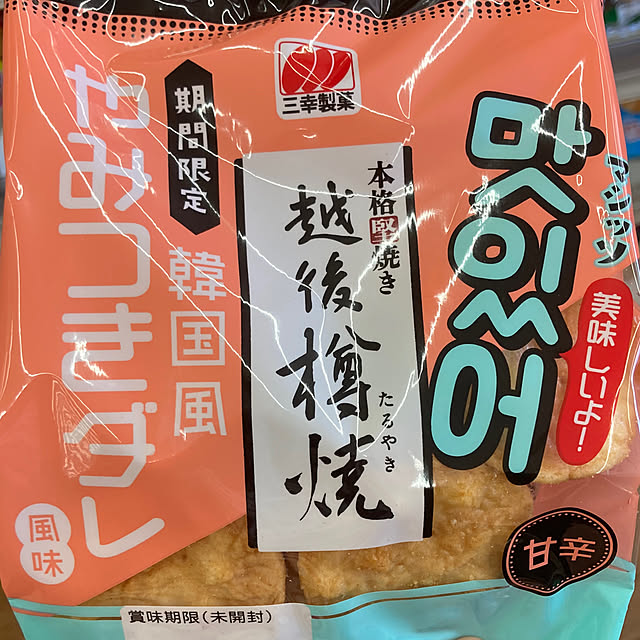 三幸製菓
期間限定
韓国風
やみつきダレ
風味
本格堅焼き
越後樽焼
たるやき
맛있어
マシッソ
美味しいよ!
甘辛
賞味期限(未開封)